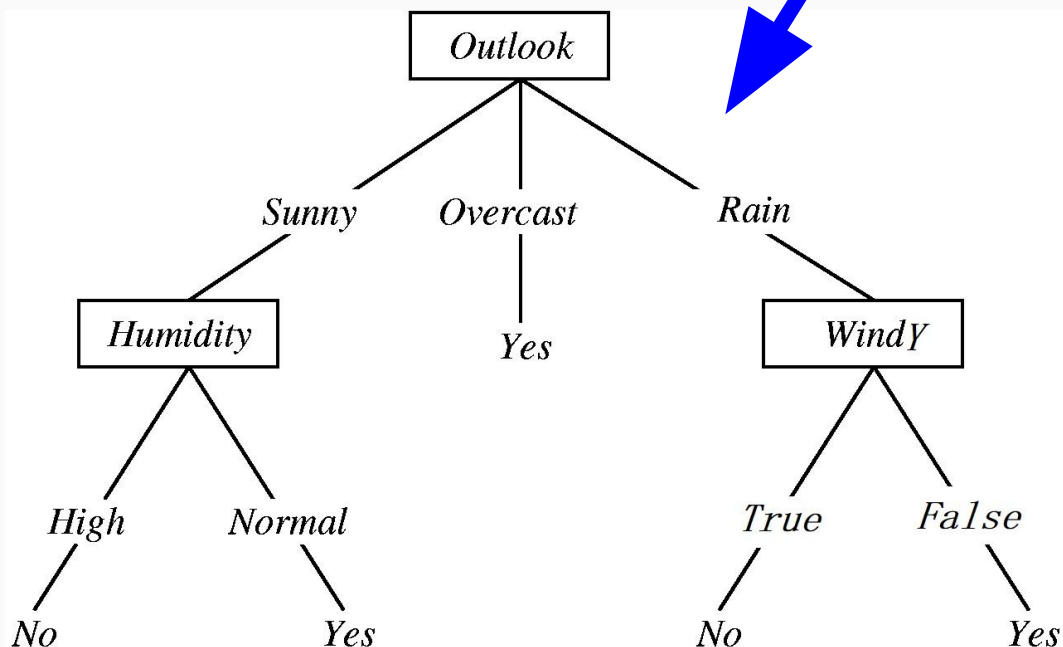 Outlook
Sunny Overcast Rain
Humidity Yes WindY
High Normal True False
No Yes No Yes